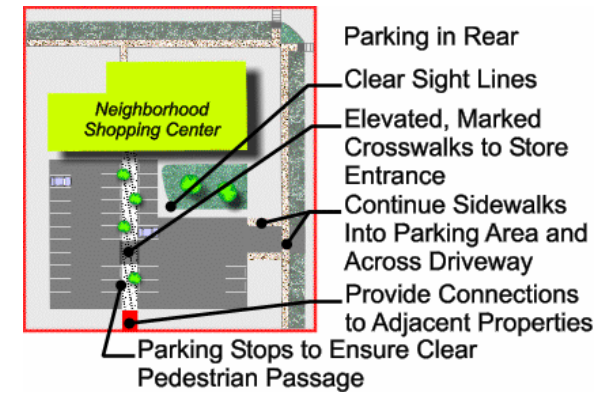 Parking in Rear
Neighborhood
Shopping Center
Clear Sight Lines
Elevated, Marked
Crosswalks to Store
Entrance
Continue Sidewalks
Into Parking Area and
Across Driveway
Provide Connections
to Adjacent Properties
Parking Stops to Ensure Clear
Pedestrian Passage